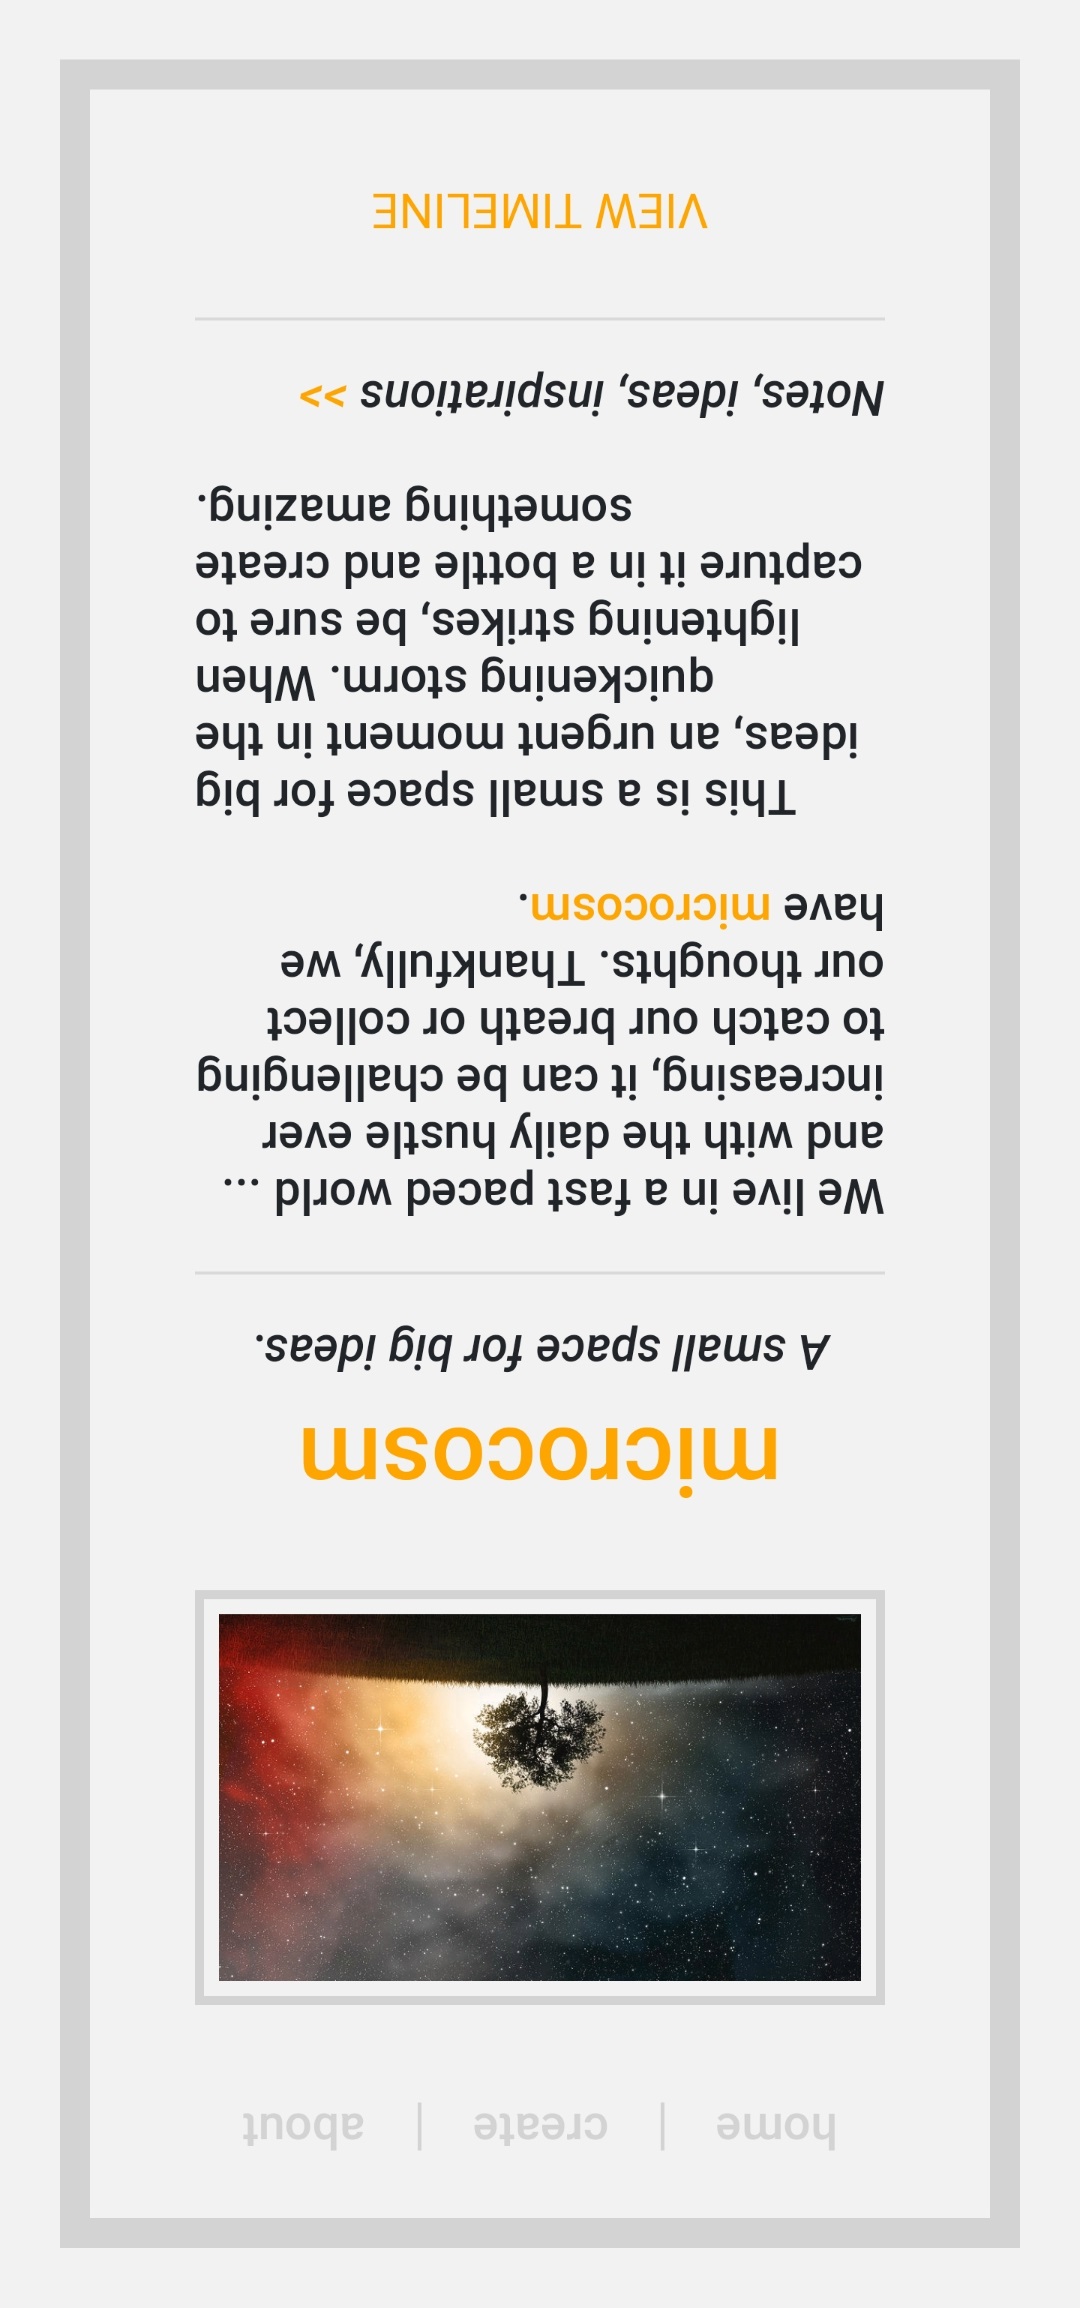 home | create | about
microcosm
A small space for big ideas.
We live in a fast paced world ...
and with the daily hustle ever
increasing, it can be challenging
to catch our breath or collect
our thoughts. Thankfully, we
have microcosm.
This is a small space for big
ideas, an urgent moment in the
quickening storm. When
lightening strikes, be sure to
capture it in a bottle and create
something amazing.
Notes, ideas, inspirations >>
VIEW TIMELINE